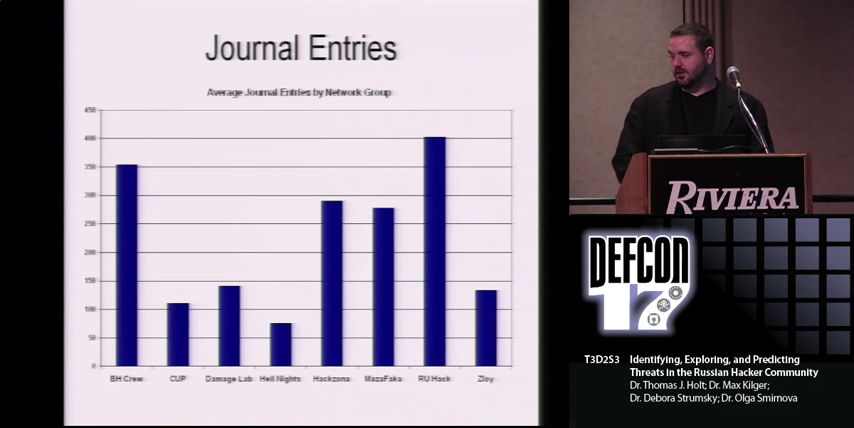 Journal Entries
Average Journal Entries by Network Group
450
400
350
300
250
200
150
100
50
0
BH Crew CUP Damage Lab Hell Nights Hackzona MazaFaka RU Hack Zloy
RIVIERA
DEFCON
17
T3D2S3 Identifying, Exploring, and Predicting
Threats in the Russian Hacker Community
Dr. Thomas J. Holt; Dr. Max Kilger;
Dr. Debora Strumsky; Dr. Olga Smirnova